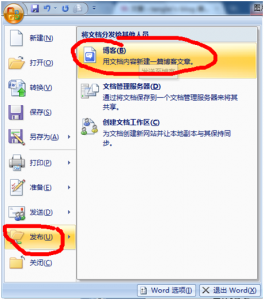 将文档分发给其他人员
新建(N)
博客(B)
用文档内容新建一篇博客文章。
打开(O)
文档管理服务器(D)
转换(V)
通过将文档保存到一个文档管理服务器来将其
共享。
保存(S)
创建文档工作区(C)
另存为(A)
为文档创建新网站并让本副本与其保持同
步。
打印(P)
准备(E)
发送(D)
发布(U)
关闭(C)
Word 选项(I)
退出 Word(X)